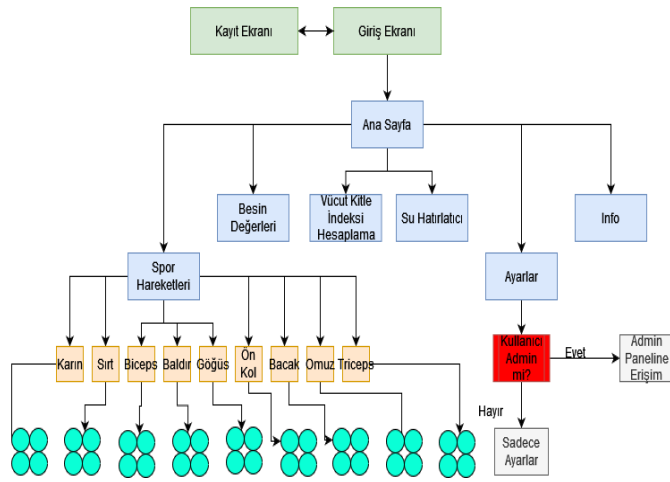 Kayıt Ekranı
Giriş Ekranı
Ana Sayfa
Besin
Değerleri
Vücut Kitle
İndeksi
Hesaplama
Su Hatırlatıcı
Info
Spor
Hareketleri
Ayarlar
Karın
Sırt
Biceps
Baldır
Göğüs
Ön
Kol
Bacak
Omuz
Triceps
Kullanıcı
Admin
mi?
Evet
Admin
Paneline
Erişim
Hayır
Sadece
Ayarlar